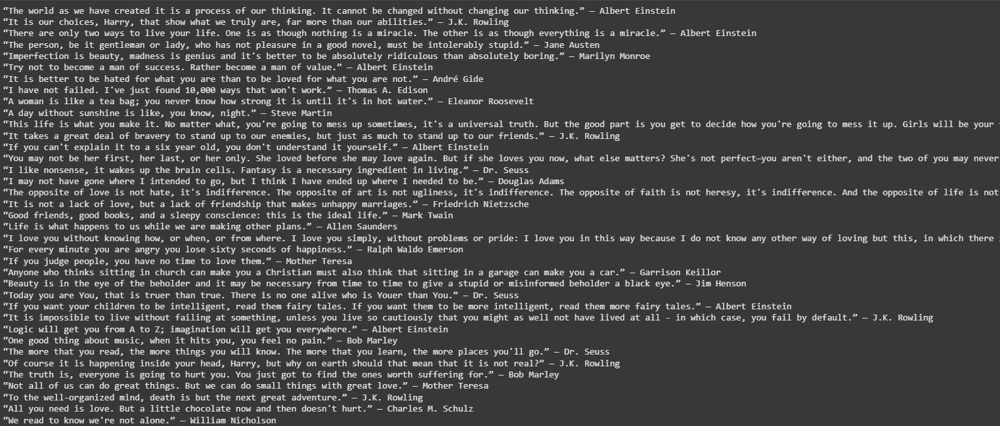 “The world as we have created it is a process of our thinking. It cannot be changed without changing our thinking.” — Albert Einstein
“It is our choices, Harry, that show what we truly are, far more than our abilities.” — J.K. Rowling
“There are only two ways to live your life. One is as though nothing is a miracle. The other is as though everything is a miracle.” — Albert Einstein
“The person, be it gentleman or lady, who has not pleasure in a good novel, must be intolerably stupid.” — Jane Austen
“Imperfection is beauty, madness is genius and it's better to be absolutely ridiculous than absolutely boring.” — Marilyn Monroe
“Try not to become a man of success. Rather become a man of value.” — Albert Einstein
“It is better to be hated for what you are than to be loved for what you are not.” — André Gide
“I have not failed. I've just found 10,000 ways that won't work.” — Thomas A. Edison
“A woman is like a tea bag; you never know how strong it is until it's in hot water.” — Eleanor Roosevelt
“A day without sunshine is like, you know, night.” — Steve Martin
“This life is what you make it. No matter what, you're going to mess up sometimes, it's a universal truth. But the good part is you get to decide how you're going to mess it up. Girls will be your
“It takes a great deal of bravery to stand up to our enemies, but just as much to stand up to our friends.” — J.K. Rowling
“If you can't explain it to a six year old, you don't understand it yourself.” — Albert Einstein
“You may not be her first, her last, or her only. She loved before she may love again. But if she loves you now, what else matters? She's not perfect—you aren't either, and the two of you may never
“I like nonsense, it wakes up the brain cells. Fantasy is a necessary ingredient in living.” — Dr. Seuss
“I may not have gone where I intended to go, but I think I have ended up where I needed to be.” — Douglas Adams
“The opposite of love is not hate, it's indifference. The opposite of art is not ugliness, it's indifference. The opposite of faith is not heresy, it's indifference. And the opposite of life is not
“It is not a lack of love, but a lack of friendship that makes unhappy marriages.” — Friedrich Nietzsche
“Good friends, good books, and a sleepy conscience: this is the ideal life.” — Mark Twain
“Life is what happens to us while we are making other plans.” — Allen Saunders
“I love you without knowing how, or when, or from where. I love you simply, without problems or pride: I love you in this way because I do not know any other way of loving but this, in which there
“For every minute you are angry you lose sixty seconds of happiness.” — Ralph Waldo Emerson
“If you judge people, you have no time to love them.” — Mother Teresa
“Anyone who thinks sitting in church can make you a Christian must also think that sitting in a garage can make you a car.” — Garrison Keillor
“Beauty is in the eye of the beholder and it may be necessary from time to time to give a stupid or misinformed beholder a black eye.” — Jim Henson
“Today you are You, that is truer than true. There is no one alive who is Youer than You.” — Dr. Seuss
“If you want your children to be intelligent, read them fairy tales. If you want them to be more intelligent, read them more fairy tales.” — Albert Einstein
“It is impossible to live without failing at something, unless you live so cautiously that you might as well not have lived at all - in which case, you fail by default.” — J.K. Rowling
“Logic will get you from A to Z; imagination will get you everywhere.” — Albert Einstein
“One good thing about music, when it hits you, you feel no pain.” — Bob Marley
“The more that you read, the more things you will know. The more that you learn, the more places you'll go.” — Dr. Seuss
“Of course it is happening inside your head, Harry, but why on earth should that mean that it is not real?” — J.K. Rowling
“The truth is, everyone is going to hurt you. You just got to find the ones worth suffering for.” — Bob Marley
“Not all of us can do great things. But we can do small things with great love.” — Mother Teresa
“To the well-organized mind, death is but the next great adventure.” — J.K. Rowling
“All you need is love. But a little chocolate now and then doesn't hurt.” — Charles M. Schulz
“We read to know we're not alone.” — William Nicholson